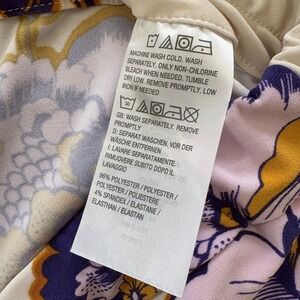 MACHINE WASH COLD. WASH
SEPARATELY. ONLY NON-CHLORINE
BLEACH WHEN NEEDED. TUMBLE
DRY LOW. REMOVE PROMPTLY. LOW
IRON IF NEEDED
GB: WASH SEPARATELY. REMOVE
PROMPTLY.
D: SEPARAT WASCHEN. VOR DER
WÄSCHE ENTFERNEN
I: LAVARE SEPARATAMENTE.
RIMUOVERE SUBITO DOPO IL
LAVAGGIO
96% POLYESTER / POLYESTER /
POLYESTER / POLIESTERE
4% SPANDEX / ELASTANE /
ELASTHAN / ELASTAN